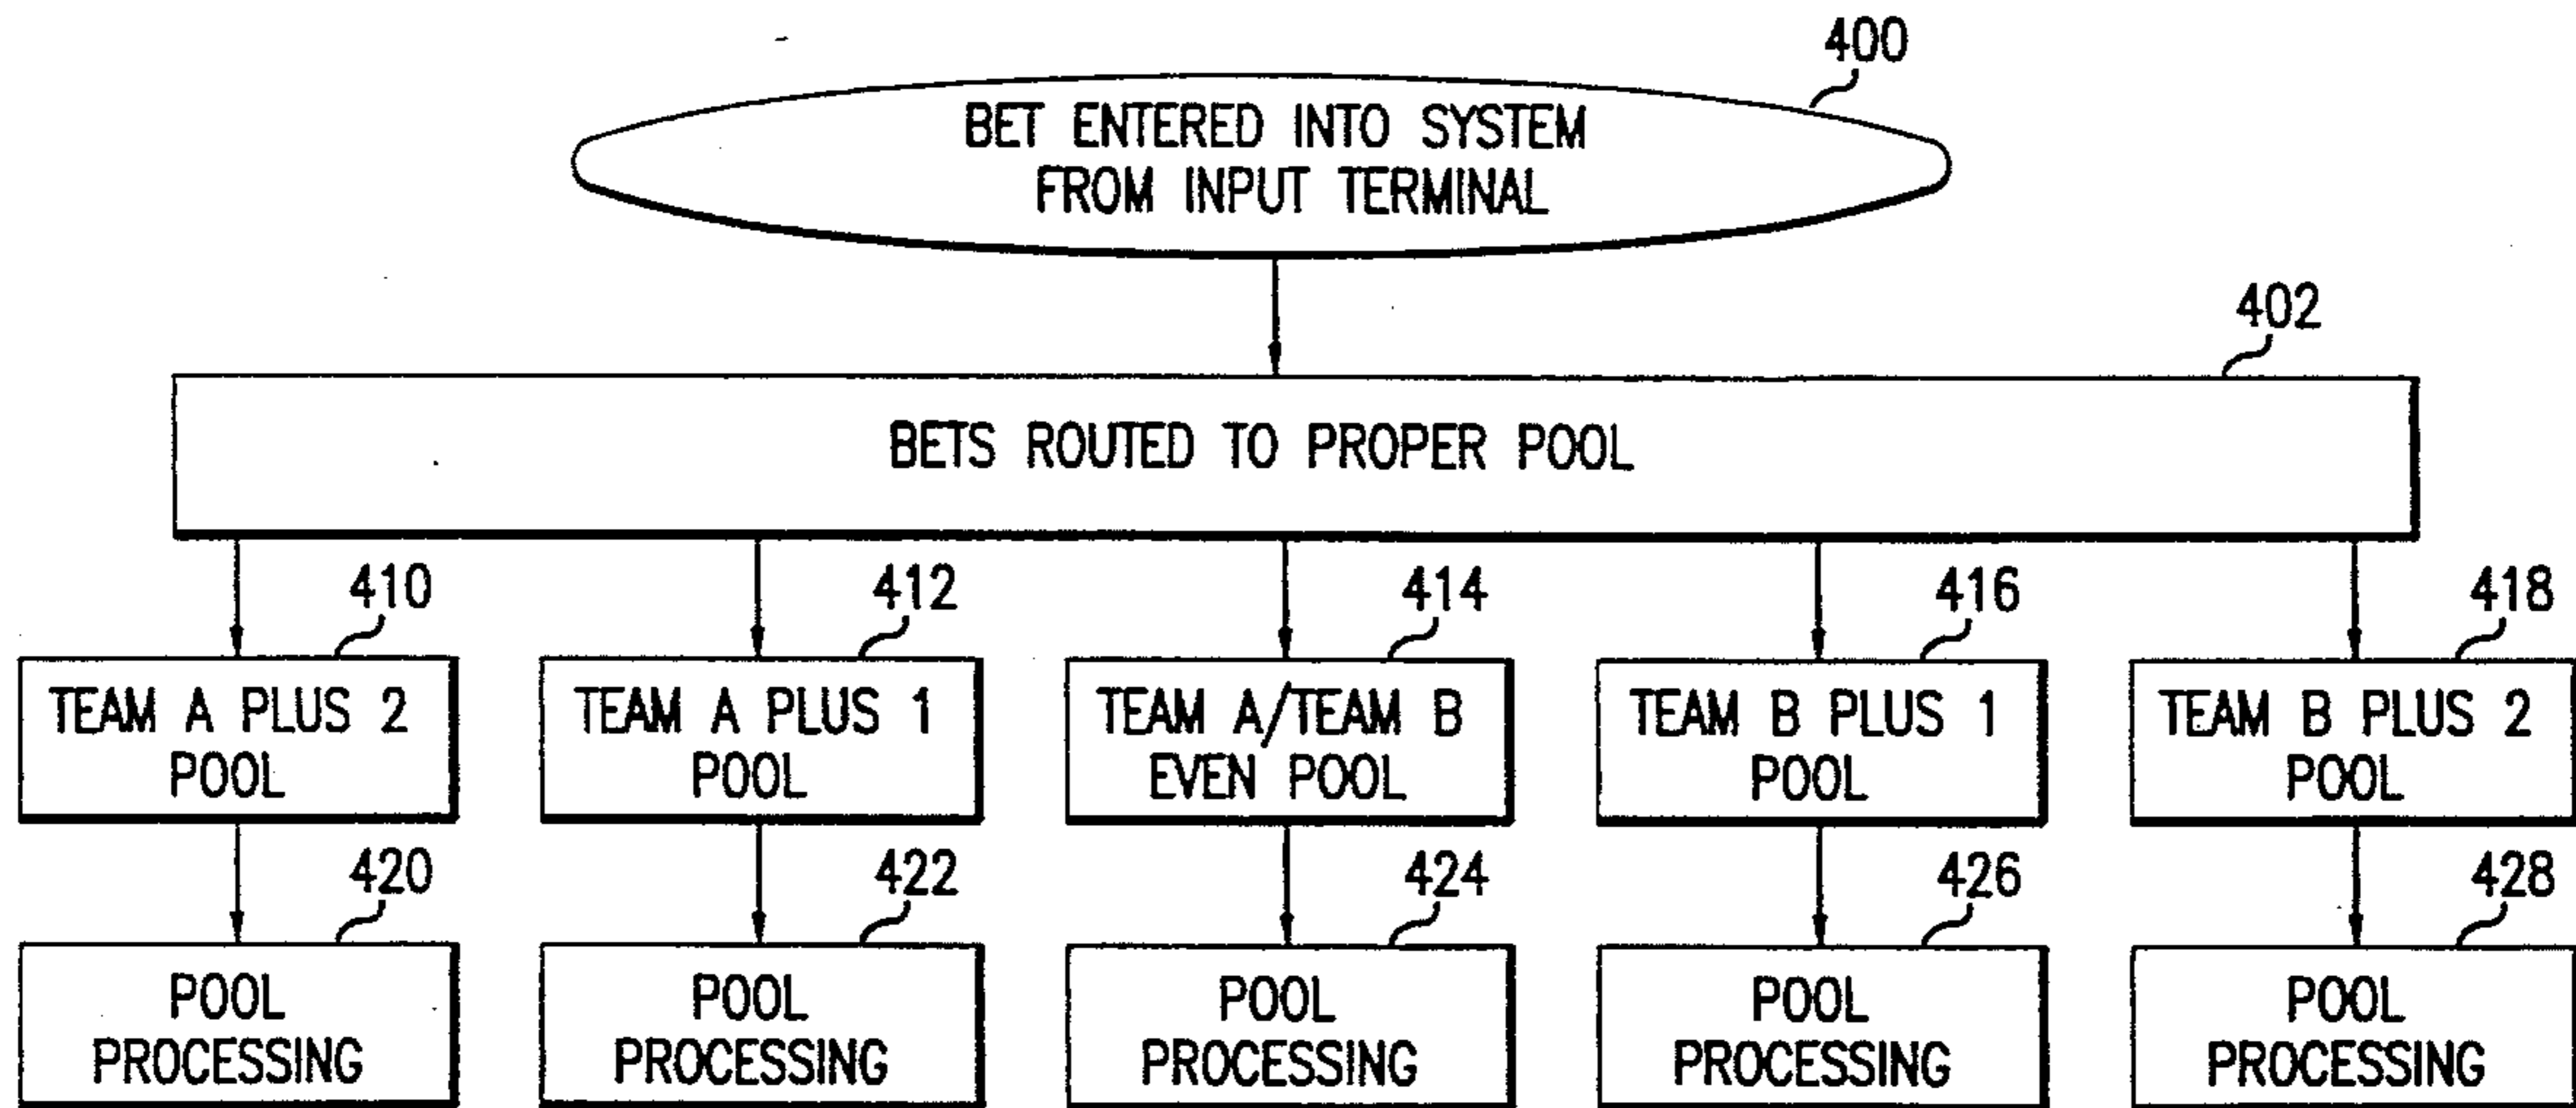 400
BET ENTERED INTO SYSTEM
FROM INPUT TERMINAL
402
BETS ROUTED TO PROPER POOL
410
412
414
416
418
TEAM A PLUS 2
POOL
TEAM A PLUS 1
POOL
TEAM A/TEAM B
EVEN POOL
TEAM B PLUS 1
POOL
TEAM B PLUS 2
POOL
420
422
424
426
428
POOL
PROCESSING
POOL
PROCESSING
POOL
PROCESSING
POOL
PROCESSING
POOL
PROCESSING